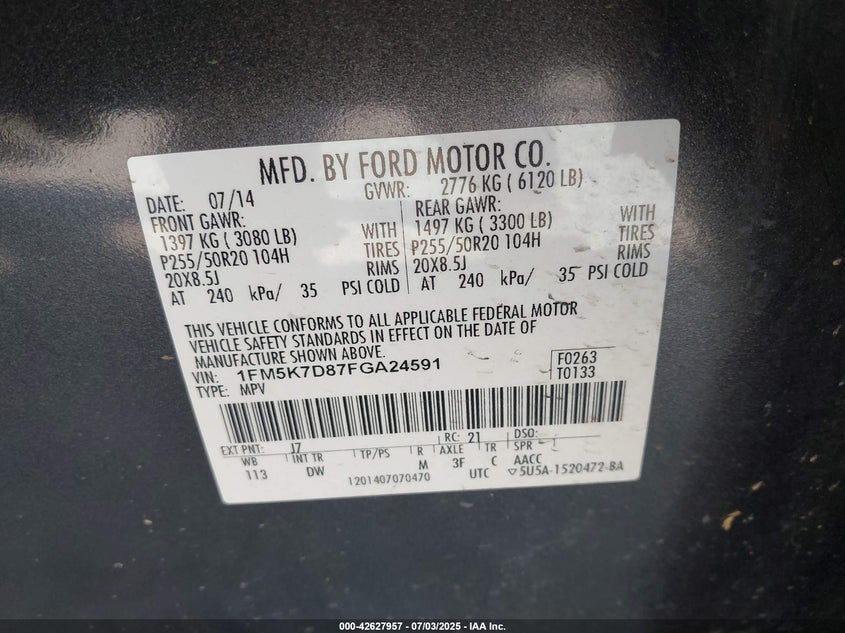 MFD. BY FORD MOTOR CO.
DATE: 07/14 GVWR: 2776 KG ( 6120 LB)
FRONT GAWR: REAR GAWR:
1397 KG ( 3080 LB) WITH 1497 KG ( 3300 LB) WITH
P255/50R20 104H TIRES P255/50R20 104H TIRES
20X8.5J RIMS 20X8.5J RIMS
AT 240 kPa/ 35 PSI COLD AT 240 kPa/ 35 PSI COLD
THIS VEHICLE CONFORMS TO ALL APPLICABLE FEDERAL MOTOR
VEHICLE SAFETY STANDARDS IN EFFECT ON THE DATE OF
MANUFACTURE SHOWN ABOVE.
VIN: 1FM5K7D87FGA24591 F0263
TYPE: MPV T0133
EXT PNT: J7 RC: 21 DSO:
WB INT TR TP/PS R AXLE TR SPR
113 DW M 3F C AACC
1201407070470 UTC ▽5U5A-1520472-BA
000-42627957 - 07/03/2025 - IAA Inc.